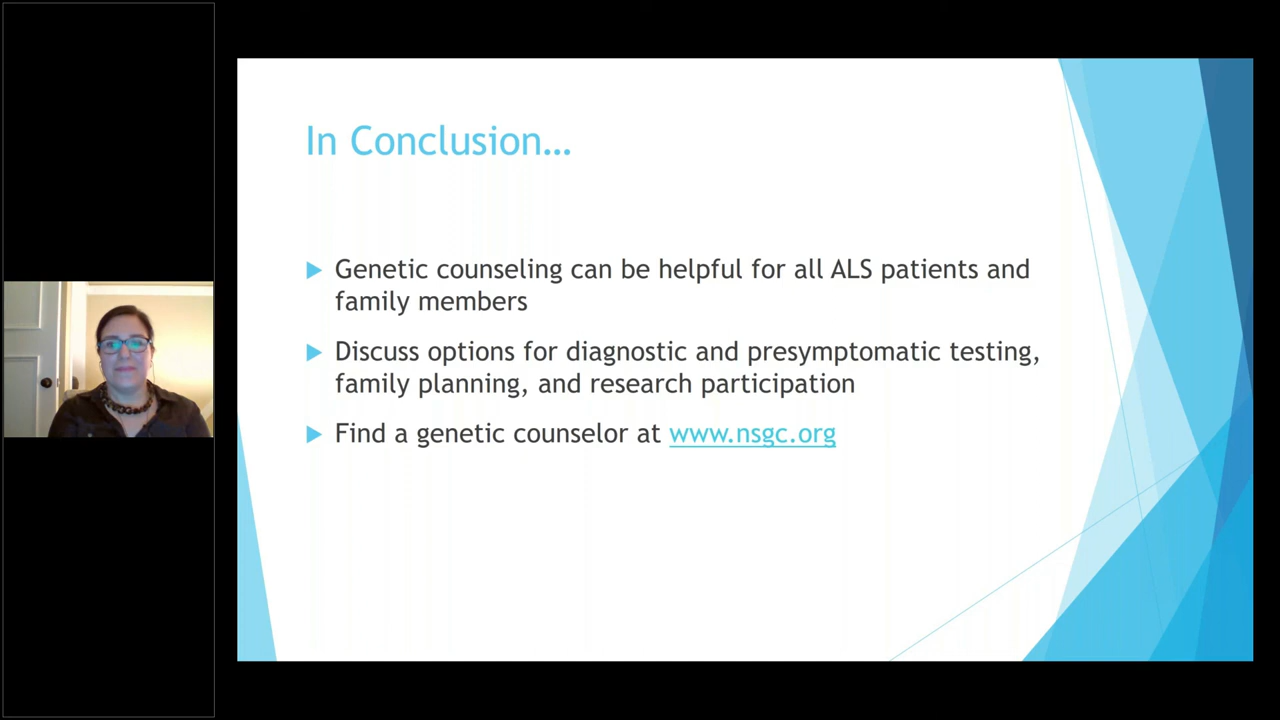 In Conclusion...
Genetic counseling can be helpful for all ALS patients and
family members
Discuss options for diagnostic and presymptomatic testing,
family planning, and research participation
Find a genetic counselor at www.nsgc.org